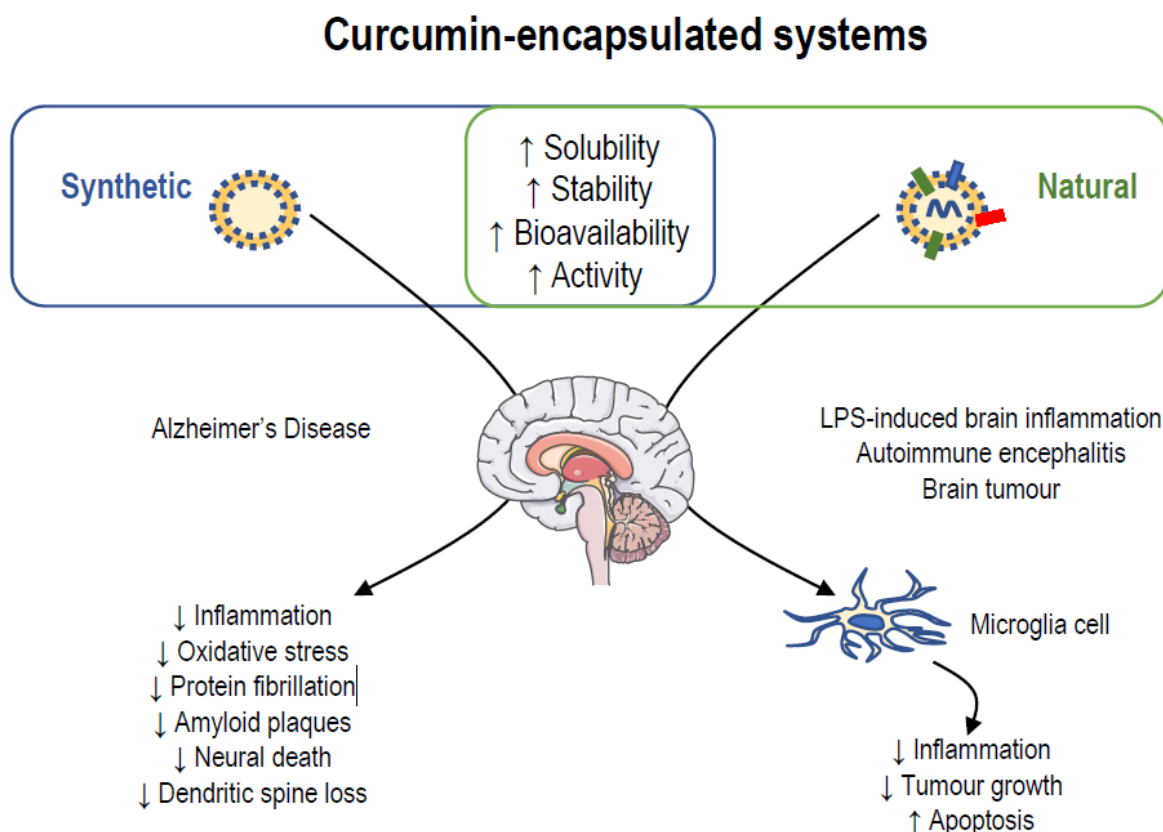 Curcumin-encapsulated systems
Synthetic
↑ Solubility
↑ Stability
↑ Bioavailability
↑ Activity
Natural
Alzheimer’s Disease
LPS-induced brain inflammation
Autoimmune encephalitis
Brain tumour
↓ Inflammation
↓ Oxidative stress
↓ Protein fibrillation
↓ Amyloid plaques
↓ Neural death
↓ Dendritic spine loss
Microglia cell
↓ Inflammation
↓ Tumour growth
↑ Apoptosis